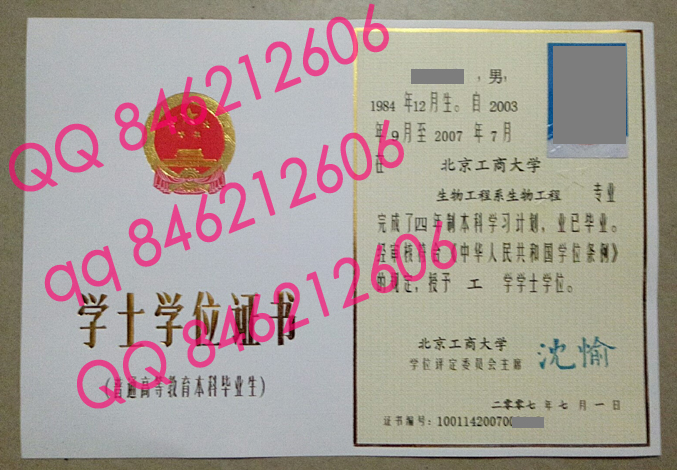 学士学位证书
(普通高等教育本科毕业生)
，男，
1984 年12月生。自 2003
年 9月至 2007 年 7月
在 北京工商大学
生物工程系生物工程 专业
完成了四年制本科学习计划，业已毕业。
经审核符合《中华人民共和国学位条例》
的规定，授予 工 学学士学位。
北京工商大学
学位评定委员会主席
沈愉
二零零七 年 七 月 一 日
证书编号：100114200700
QQ 846212606
qq 846212606
QQ 846212606